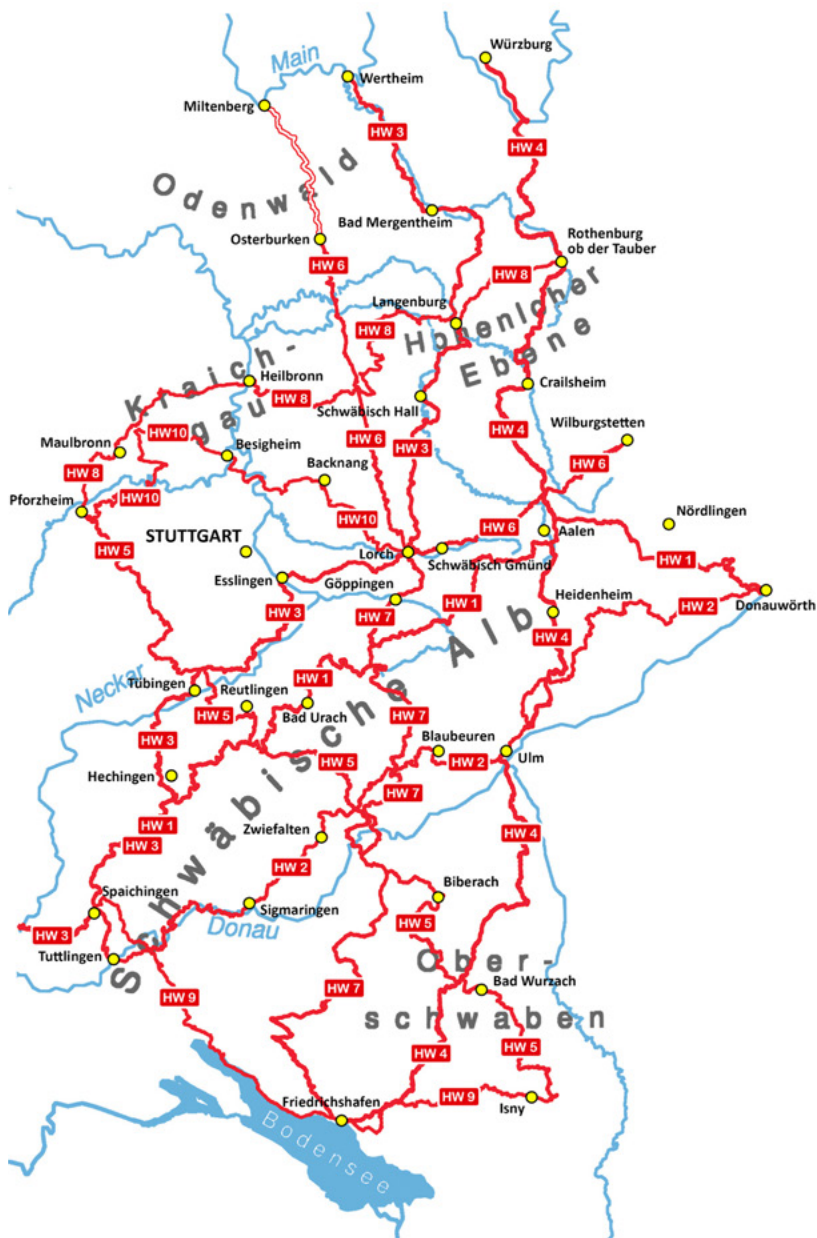 Würzburg
Main
Wertheim
Miltenberg
HW 3
HW 4
Odenwald
Bad Mergentheim
Osterburken
Rothenburg
ob der Tauber
HW 6
HW 8
Langenburg
HW 8
Hohenloher
Ebene
Kraich-
gau
Heilbronn
HW 8
Crailsheim
Schwäbisch Hall
Wilburgstetten
HW10
HW 4
Maulbronn
Besigheim
HW 6
HW 3
Backnang
HW 6
HW 8
HW10
Pforzheim
HW10
Nördlingen
STUTTGART
HW 5
HW 6
Aalen
Lorch
Schwäbisch Gmünd
HW 1
Esslingen
Göppingen
HW 3
HW 7
HW 1
Heidenheim
HW 2
Donauwörth
HW 4
Schwäbische Alb
Neckar
Tübingen
HW 1
Reutlingen
HW 5
Bad Urach
HW 7
HW 3
Blaubeuren
Ulm
HW 5
HW 2
Hechingen
HW 7
HW 1
Zwiefalten
HW 4
HW 3
HW 2
Spaichingen
Biberach
Sigmaringen
HW 5
HW 3
Donau
Tuttlingen
Ober-
schwaben
Bad Wurzach
HW 7
HW 9
HW 4
HW 5
Friedrichshafen
HW 9
Isny
Bodensee